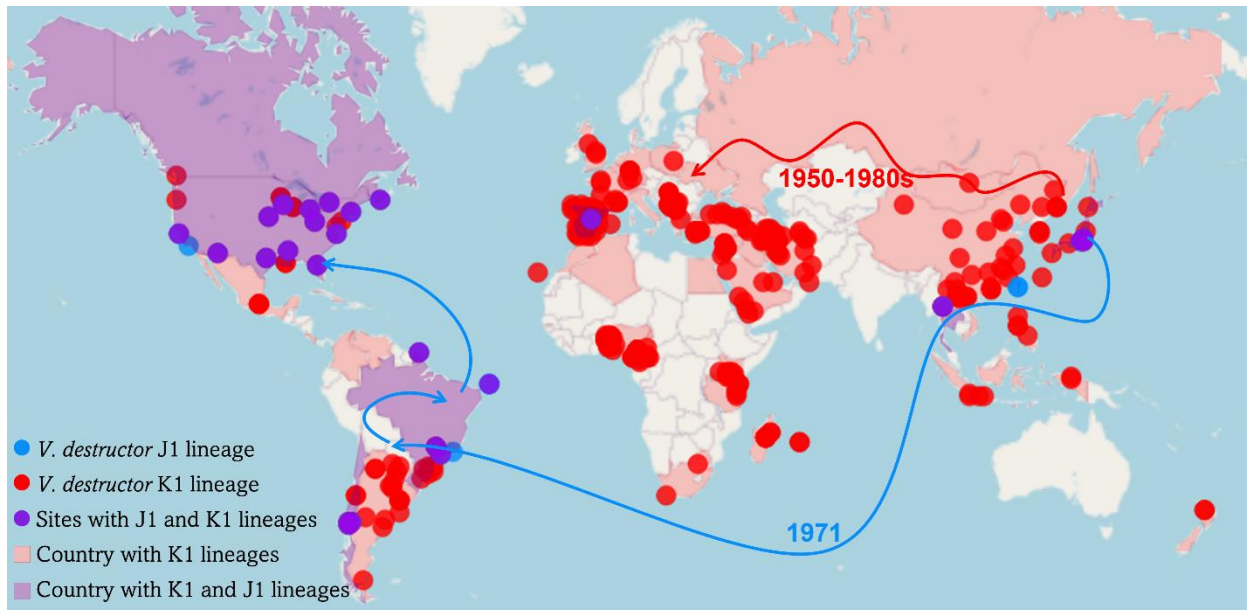 1950-1980s
V. destructor J1 lineage
V. destructor K1 lineage
Sites with J1 and K1 lineages
Country with K1 lineages
Country with K1 and J1 lineages
1971